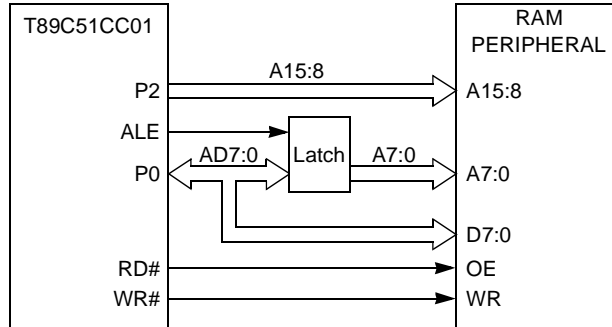 T89C51CC01
RAM
PERIPHERAL
P2
A15:8
A15:8
ALE
P0
AD7:0
Latch
A7:0
A7:0
D7:0
RD#
OE
WR#
WR